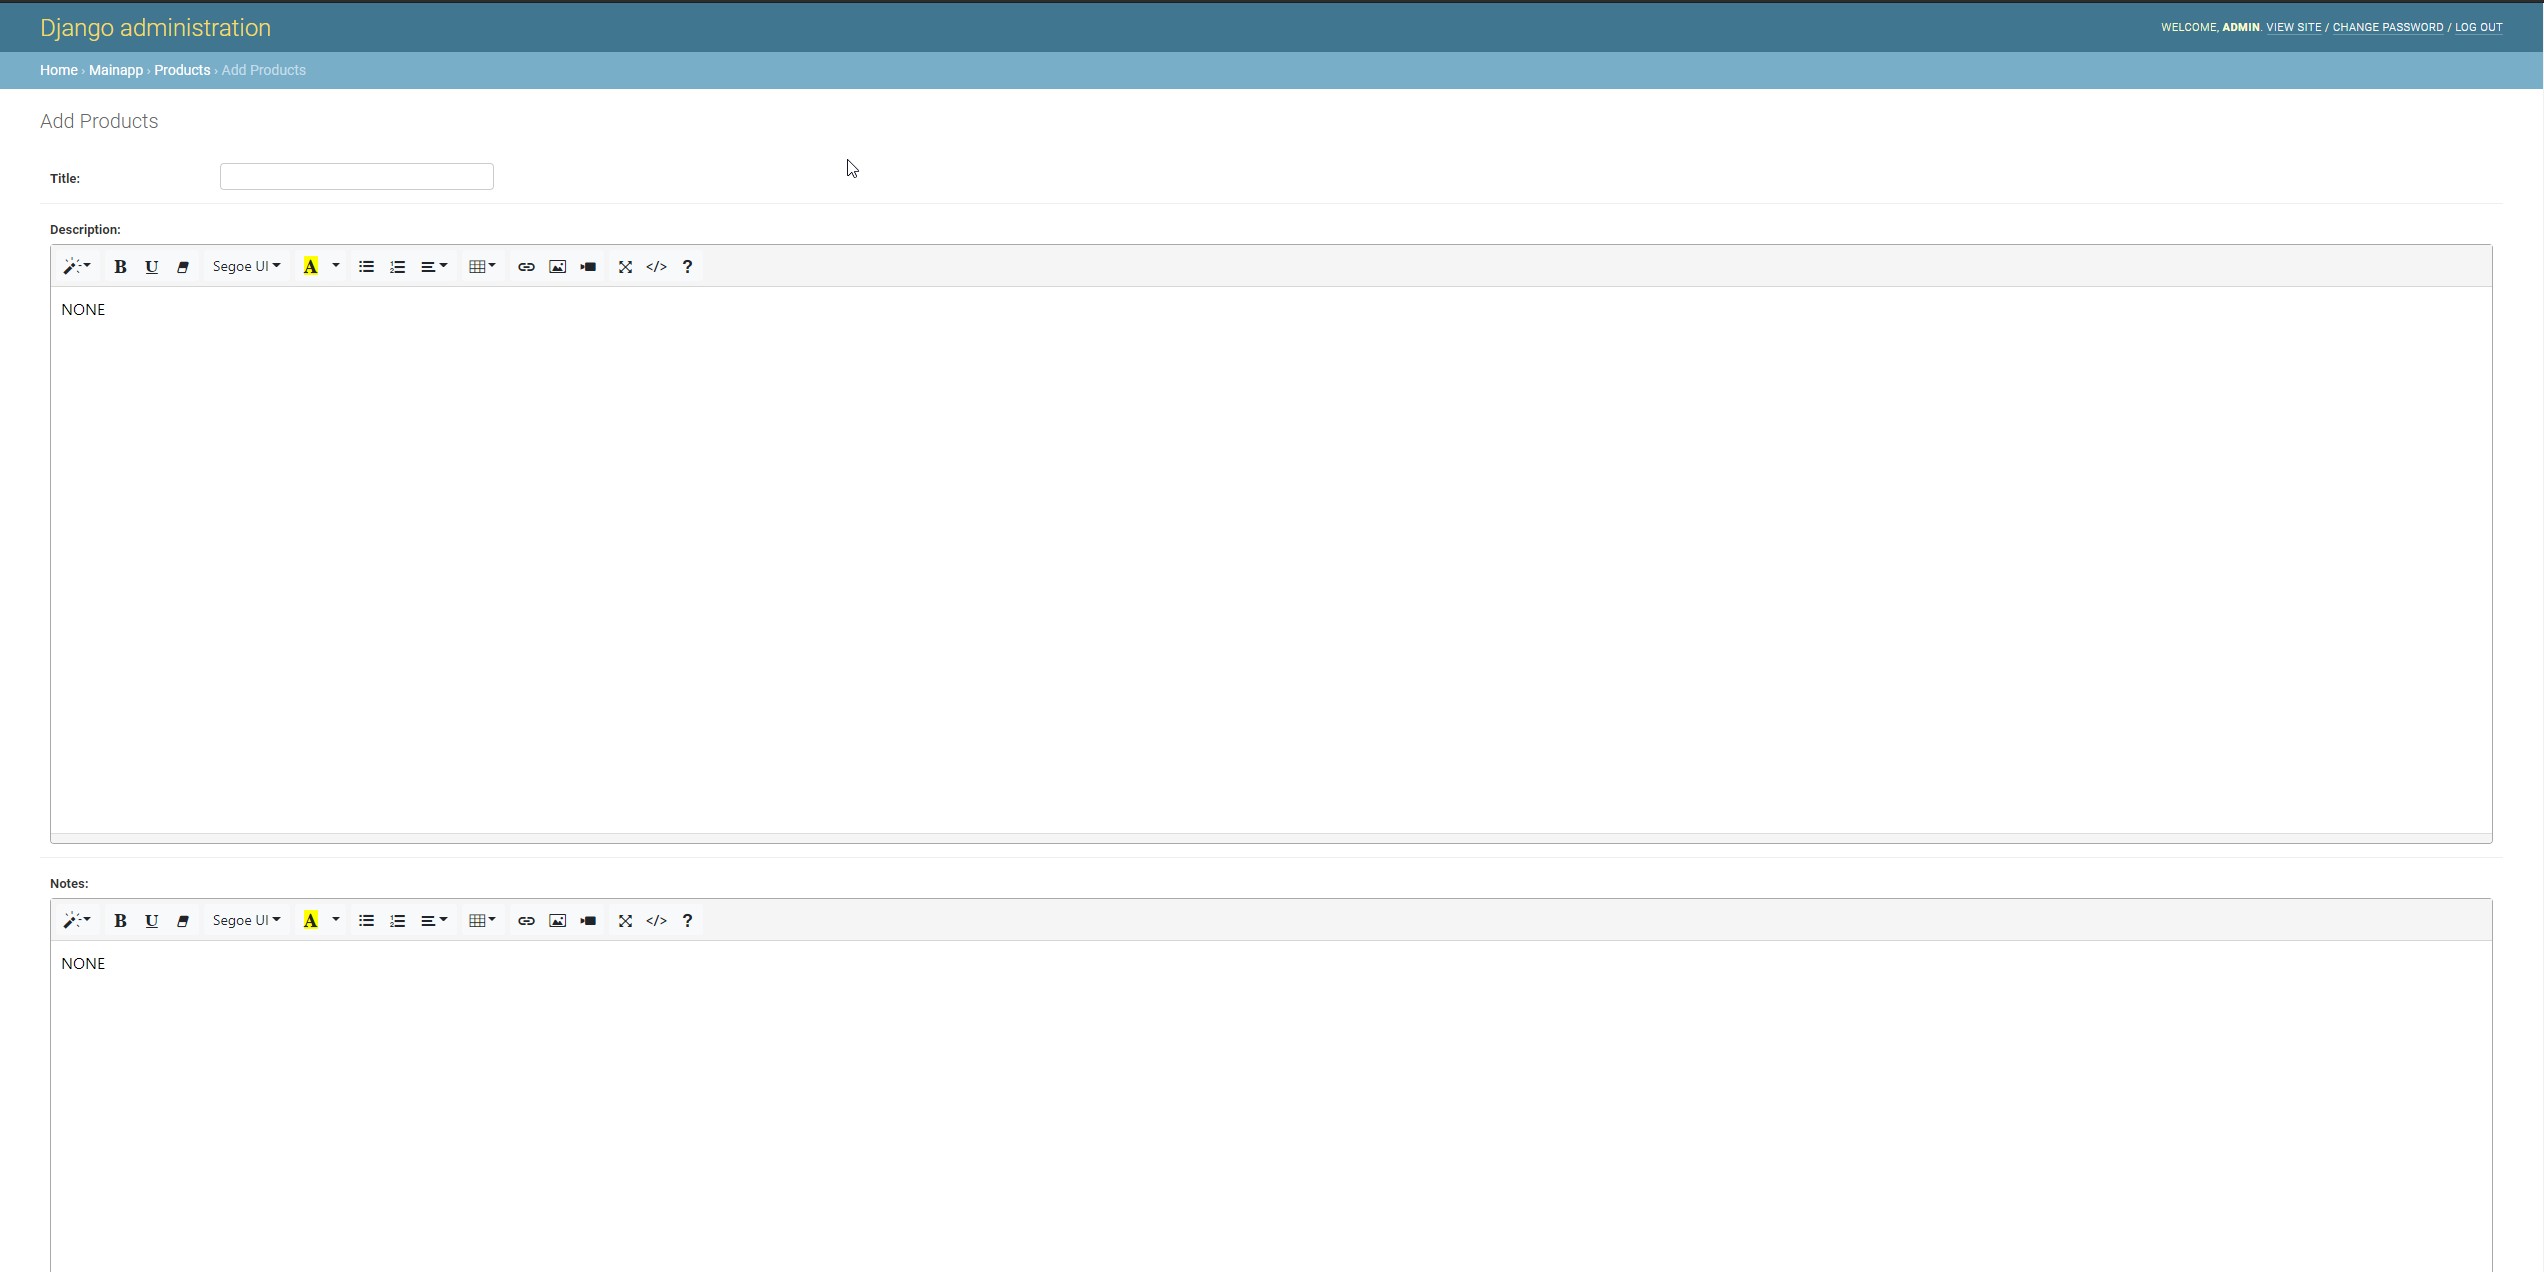 Django administration
WELCOME, ADMIN. VIEW SITE / CHANGE PASSWORD / LOG OUT
Home › Mainapp › Products › Add Products
Add Products
Title:
Description:
B U Segoe UI A </> ?
NONE
Notes:
B U Segoe UI A </> ?
NONE